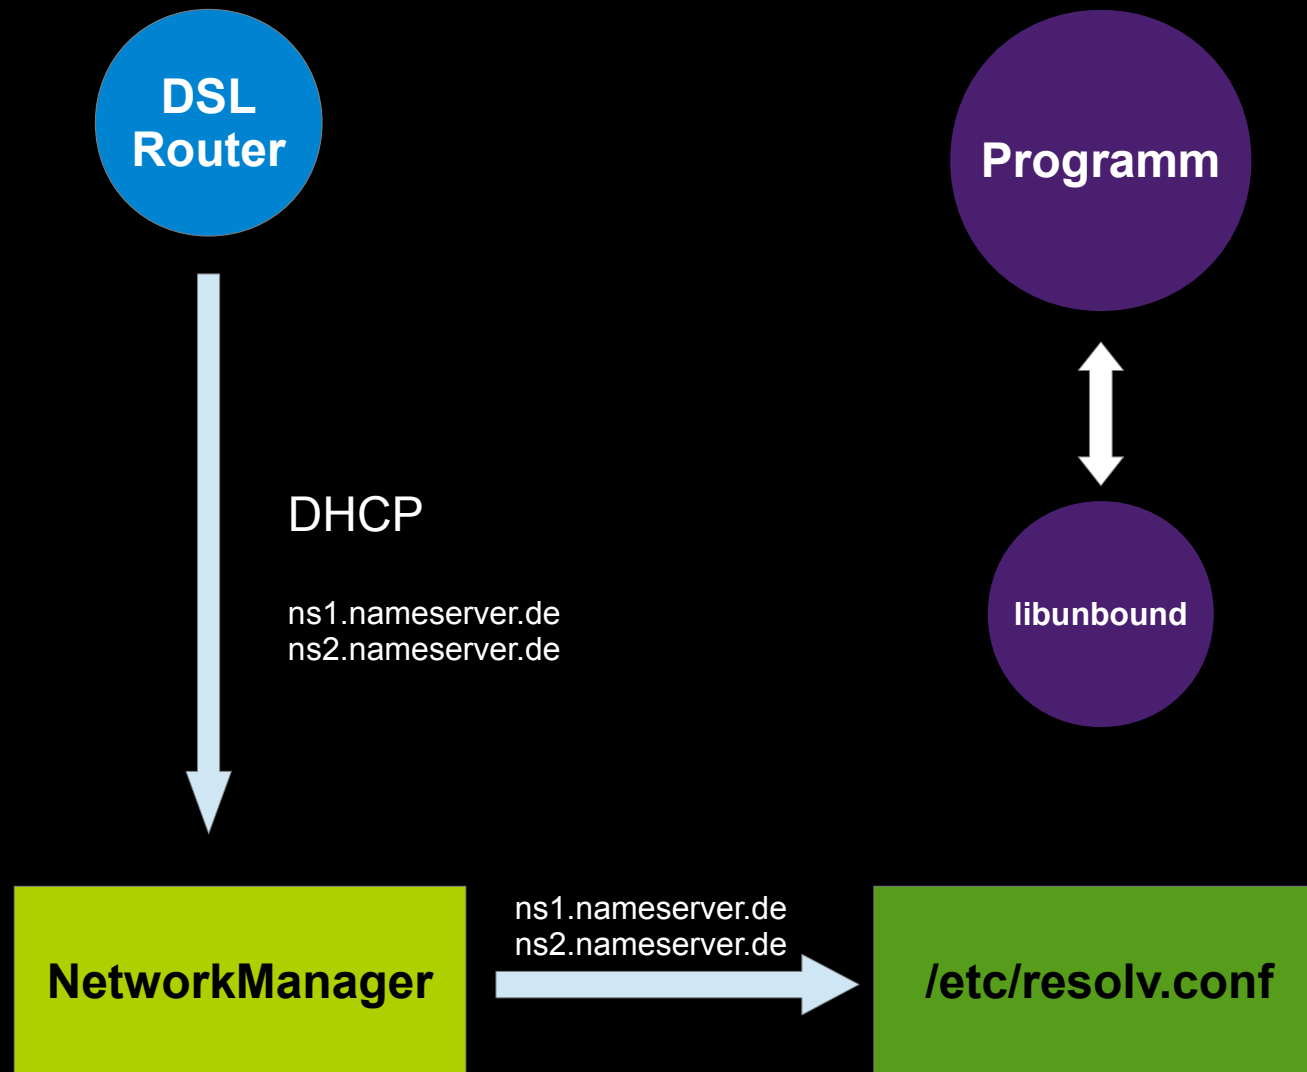 DSL
Router
Programm
DHCP
ns1.nameserver.de
ns2.nameserver.de
libunbound
NetworkManager
ns1.nameserver.de
ns2.nameserver.de
/etc/resolv.conf